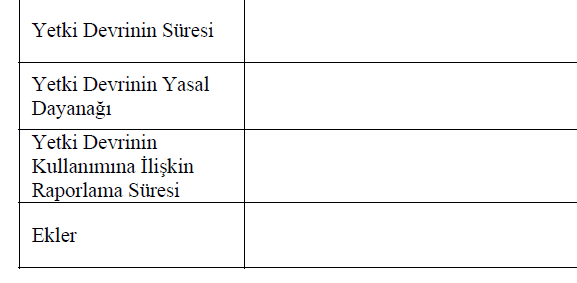 Yetki Devrinin Süresi
Yetki Devrinin Yasal
Dayanağı
Yetki Devrinin
Kullanımına İlişkin
Raporlama Süresi
Ekler